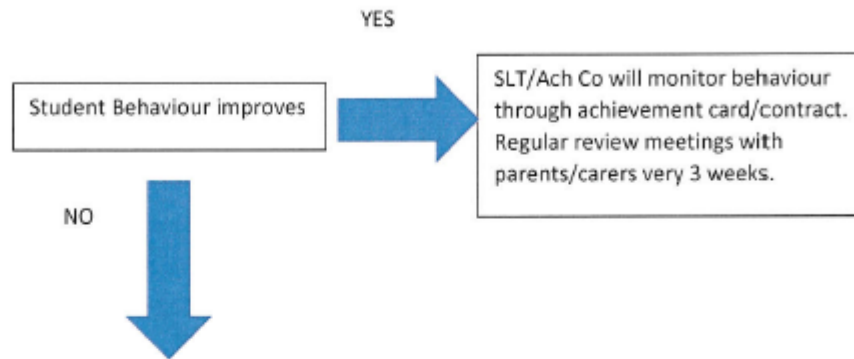 YES
Student Behaviour improves
SLT/Ach Co will monitor behaviour
through achievement card/contract.
Regular review meetings with
parents/carers very 3 weeks.
NO